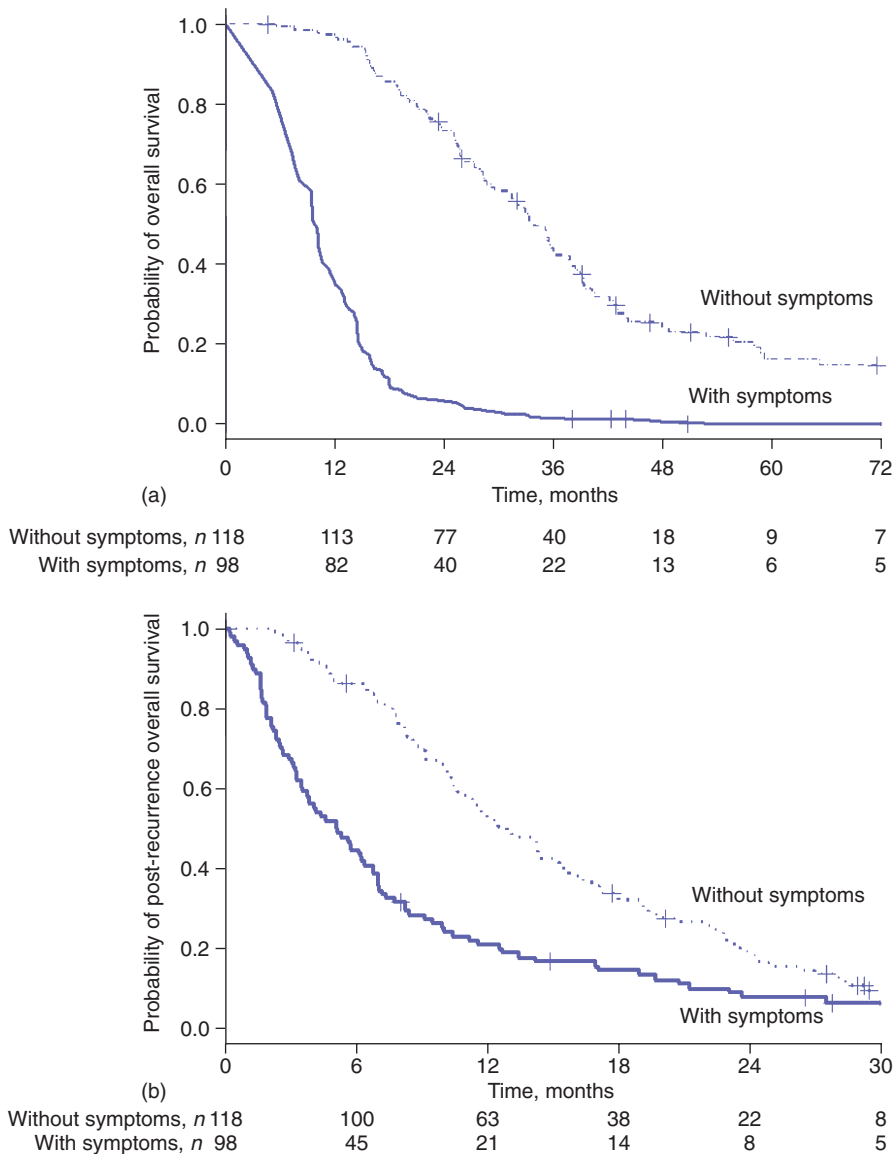 Probability of overall survival
1.0
0.8
0.6
0.4
0.2
0.0
Without symptoms
With symptoms
0 12 24 36 48 60 72
(a) Time, months
Without symptoms, n 118 113 77 40 18 9 7
With symptoms, n 98 82 40 22 13 6 5
Probability of post-recurrence overall survival
1.0
0.8
0.6
0.4
0.2
0.0
Without symptoms
With symptoms
0 6 12 18 24 30
(b) Time, months
Without symptoms, n 118 100 63 38 22 8
With symptoms, n 98 45 21 14 8 5